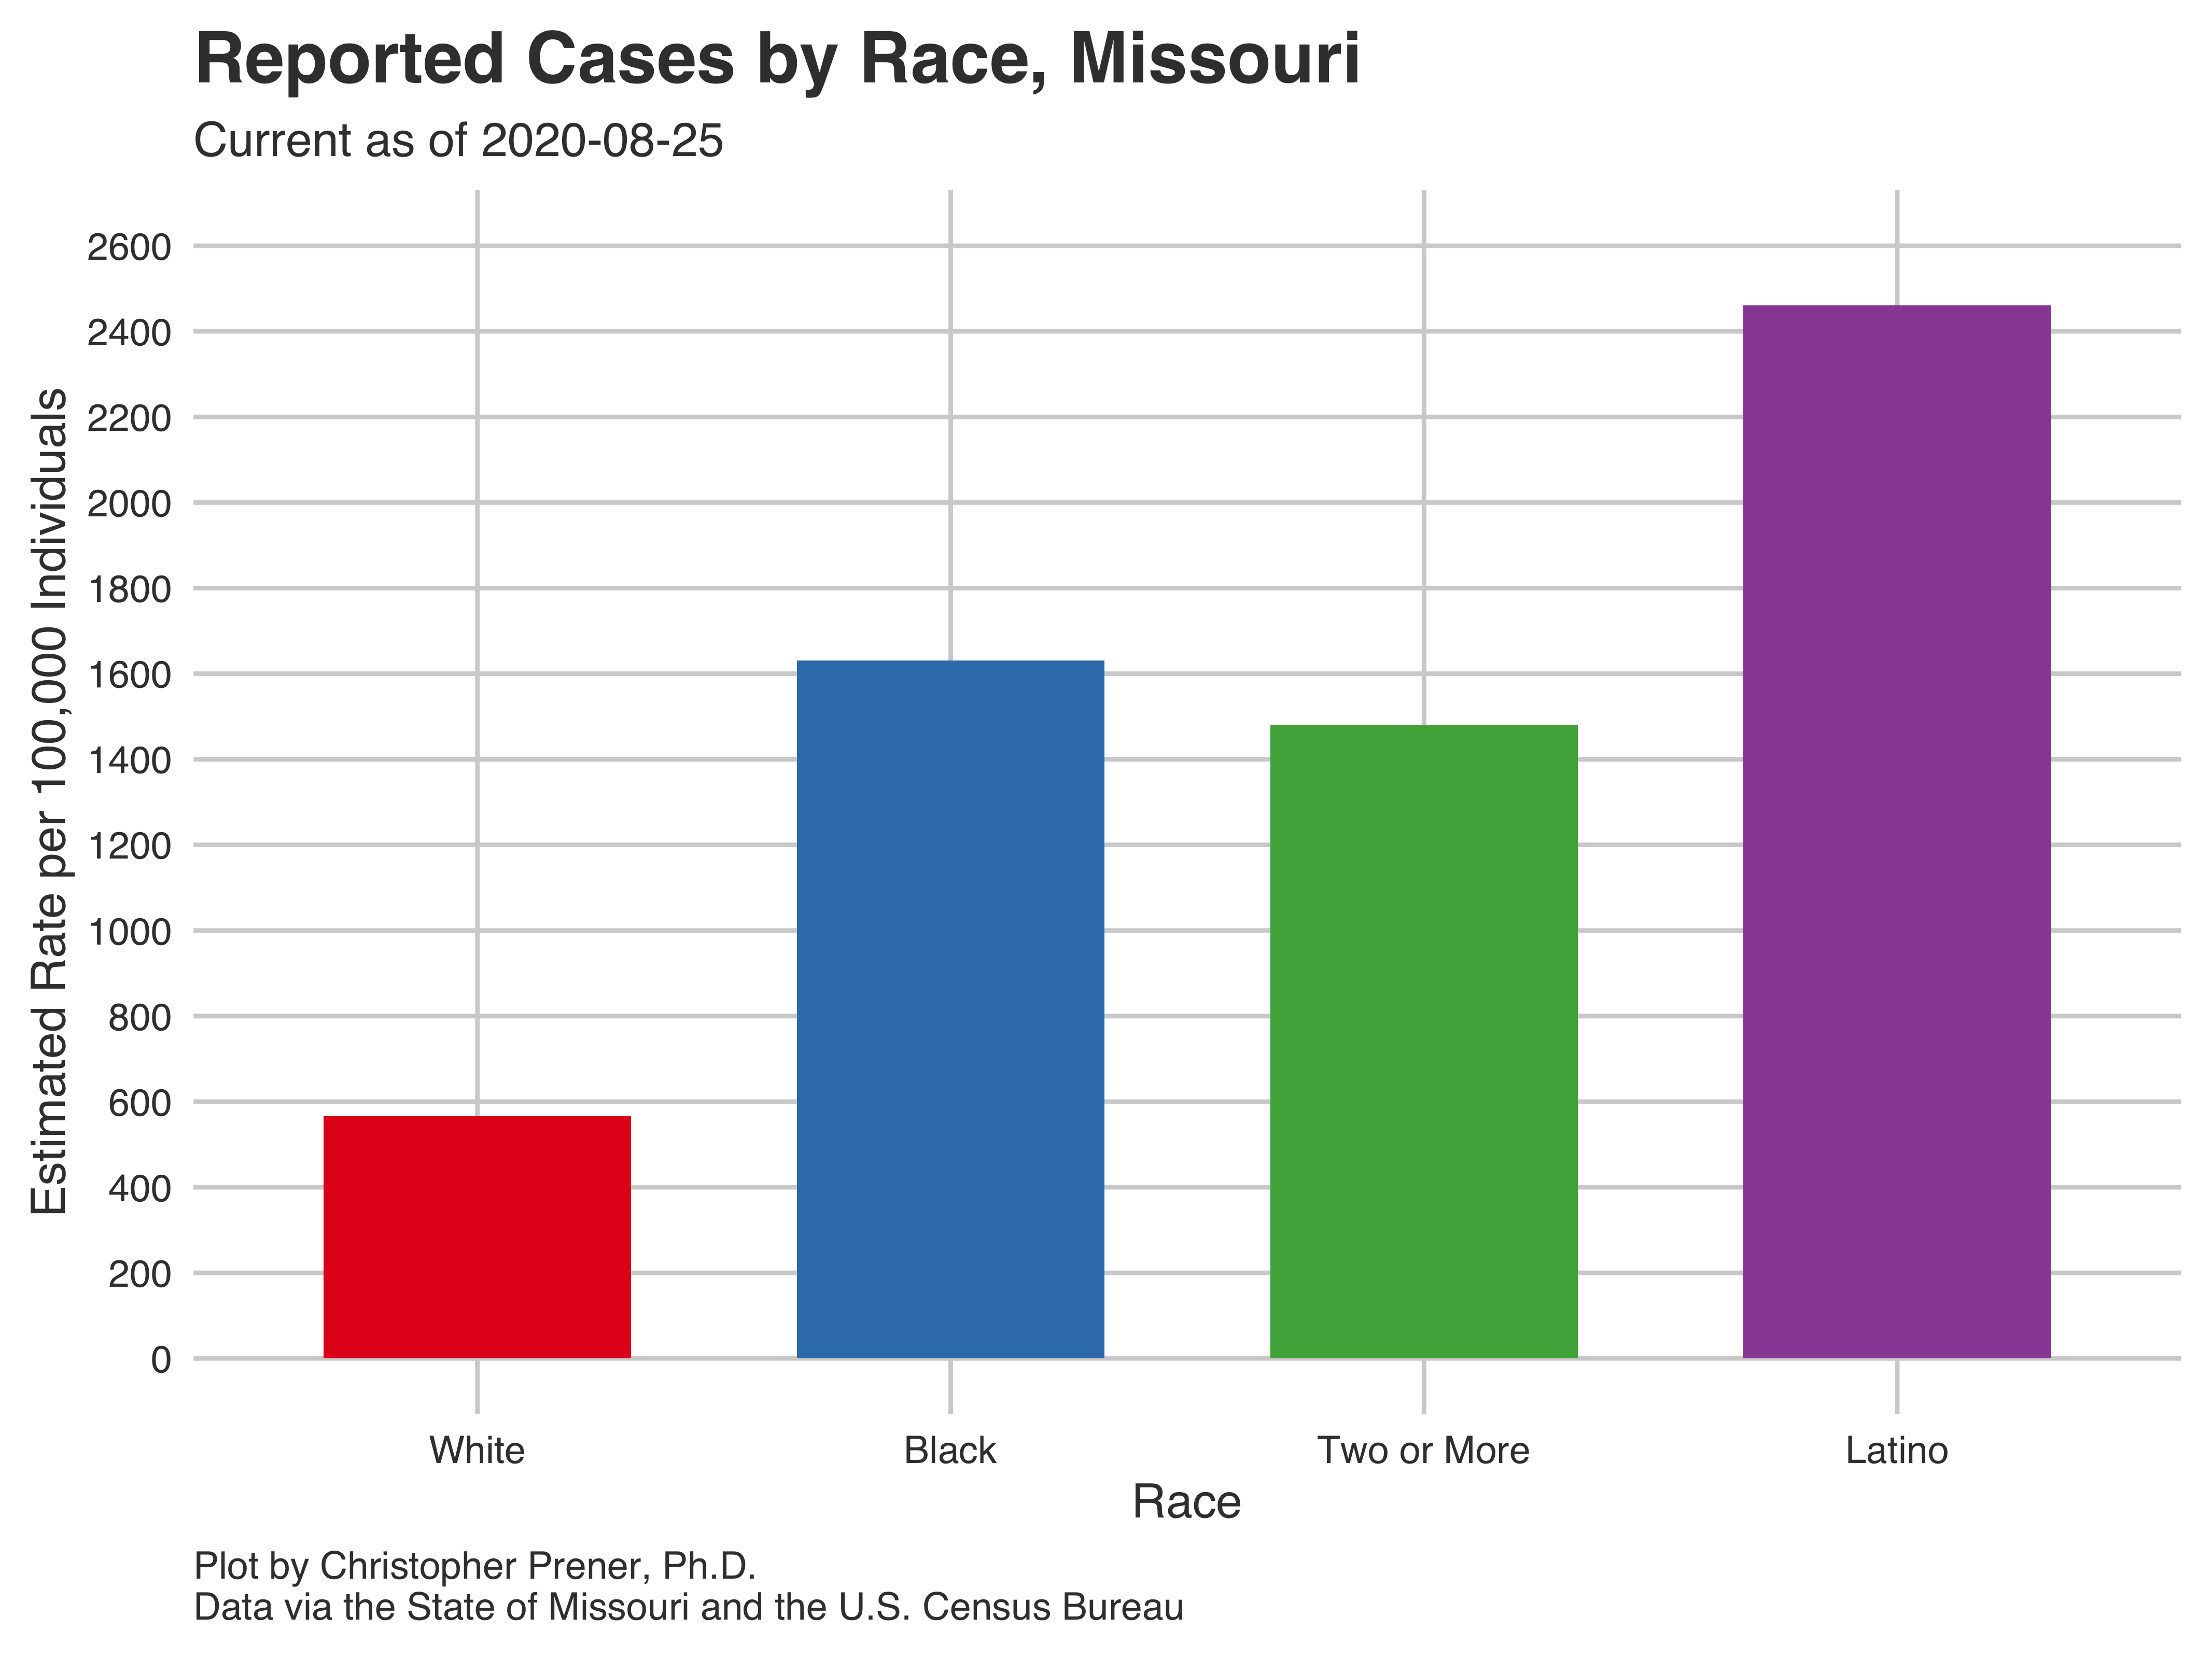 Reported Cases by Race, Missouri
Current as of 2020-08-25
Estimated Rate per 100,000 Individuals
2600
2400
2200
2000
1800
1600
1400
1200
1000
800
600
400
200
0
White Black Two or More Latino
Race
Plot by Christopher Prener, Ph.D.
Data via the State of Missouri and the U.S. Census Bureau